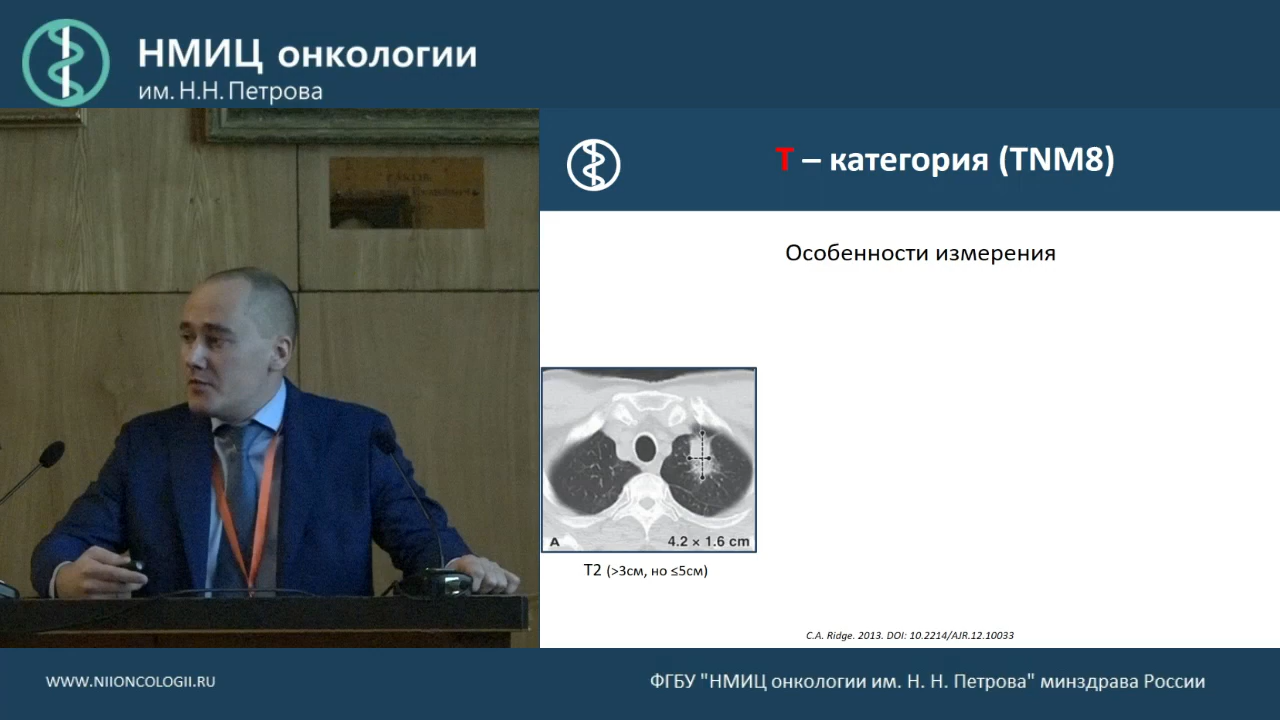 НМИЦ онкологии
им. Н.Н. Петрова
Т – категория (TNM8)
Особенности измерения
A
4.2 × 1.6 cm
Т2 (>3см, но ≤5см)
C.A. Ridge. 2013. DOI: 10.2214/AJR.12.10033
WWW.NIIONCOLOGII.RU
ФГБУ "НМИЦ онкологии им. Н. Н. Петрова" минздрава России